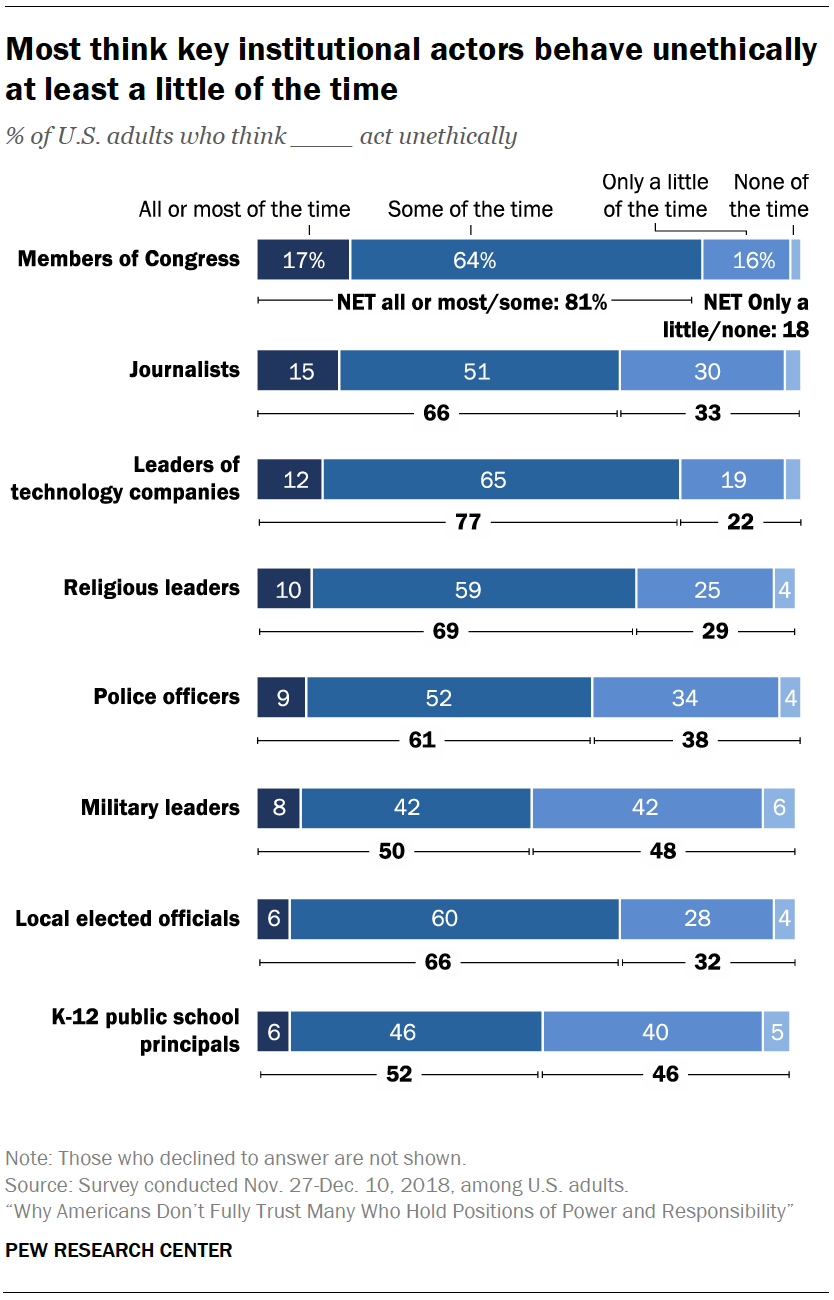 Most think key institutional actors behave unethically
at least a little of the time
% of U.S. adults who think ____ act unethically
All or most of the time
Some of the time
Only a little
of the time
None of
the time
Members of Congress 17% 64% 16%
NET all or most/some: 81%
NET Only a
little/none: 18
Journalists 15 51 30
66 33
Leaders of
technology companies 12 65 19
77 22
Religious leaders 10 59 25 4
69 29
Police officers 9 52 34 4
61 38
Military leaders 8 42 42 6
50 48
Local elected officials 6 60 28 4
66 32
K-12 public school
principals 6 46 40 5
52 46
Note: Those who declined to answer are not shown.
Source: Survey conducted Nov. 27-Dec. 10, 2018, among U.S. adults.
“Why Americans Don’t Fully Trust Many Who Hold Positions of Power and Responsibility”
PEW RESEARCH CENTER